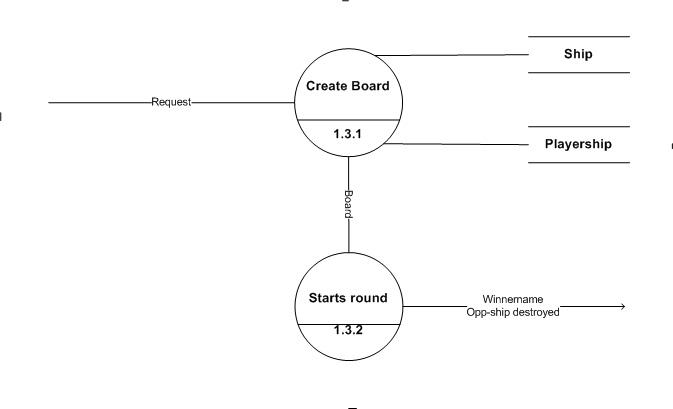 Ship
Create Board
Request
1.3.1
Playership
Board
Starts round
Winnername
Opp-ship destroyed
1.3.2